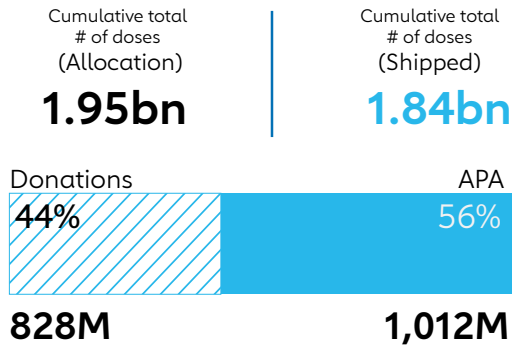 Cumulative total
# of doses
(Allocation)
1.95bn
Cumulative total
# of doses
(Shipped)
1.84bn
Donations
APA
44%
56%
828M
1,012M